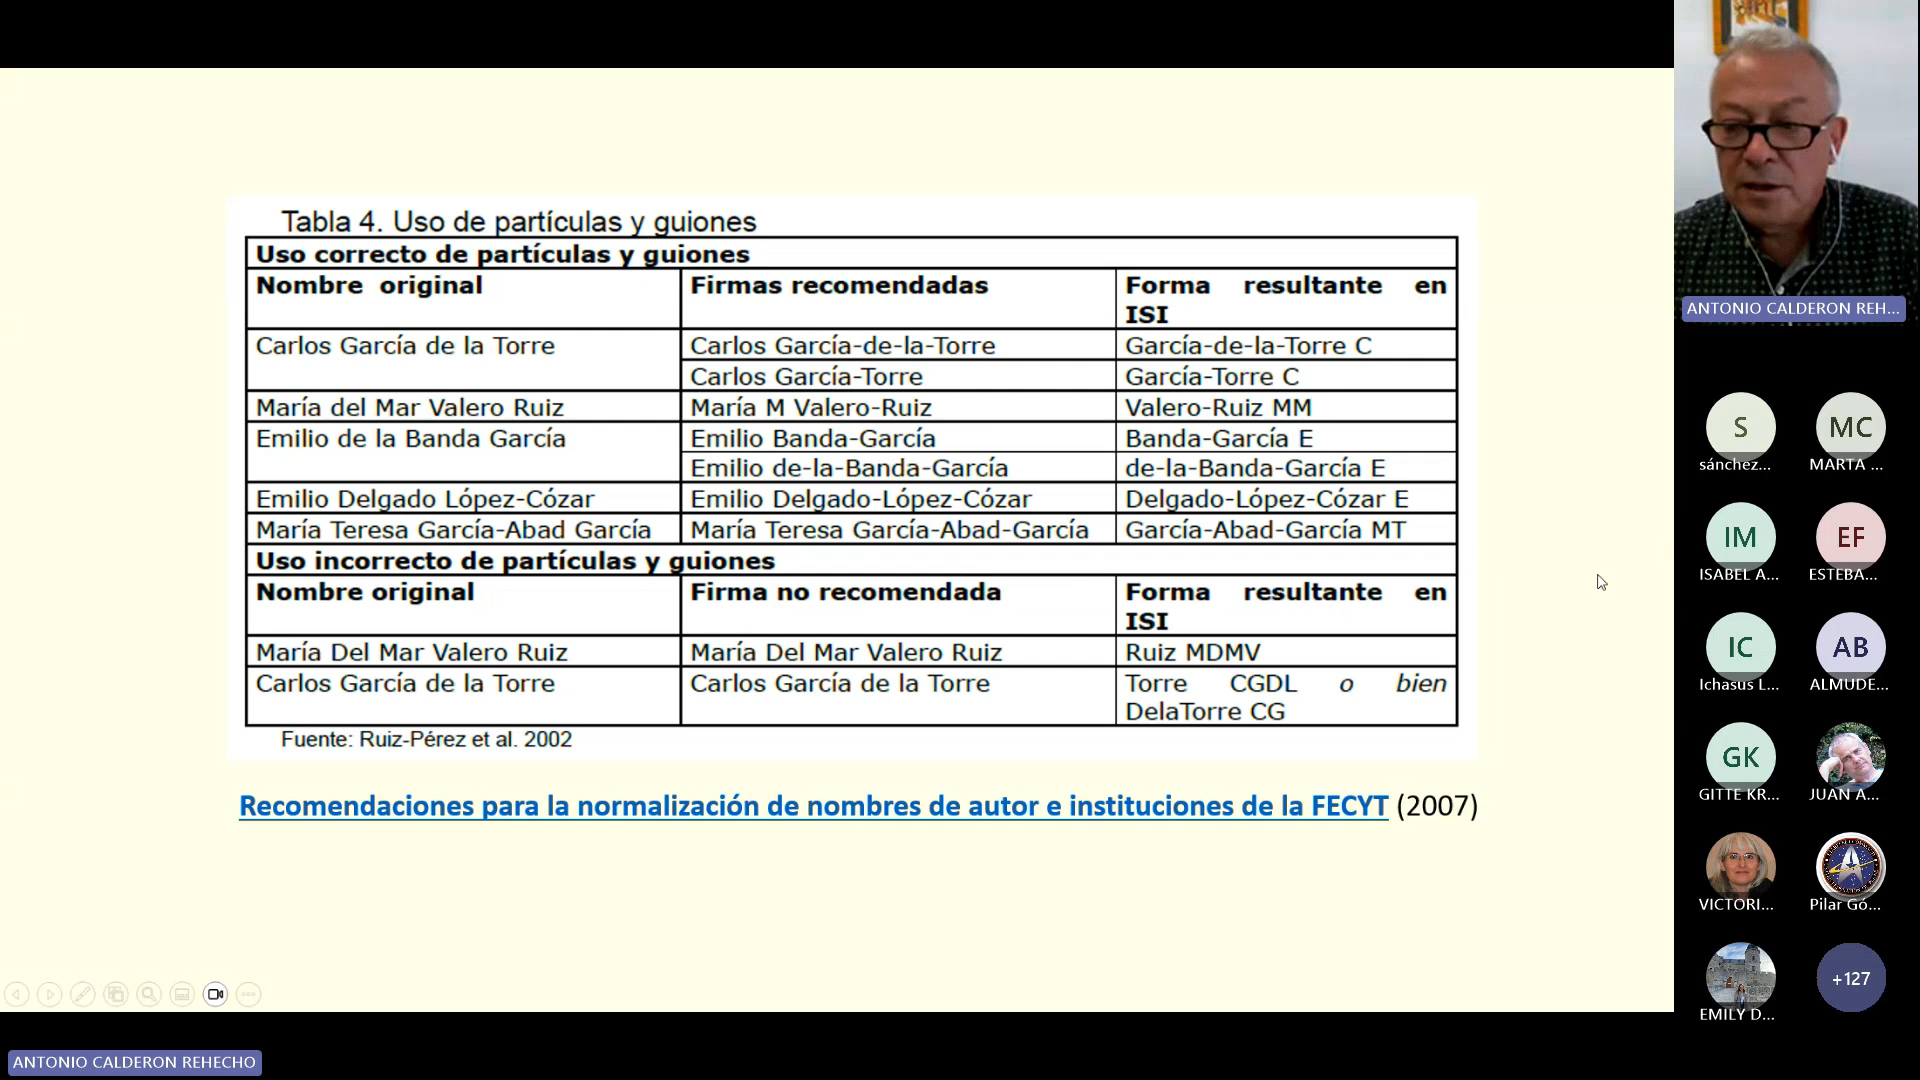 Tabla 4. Uso de partículas y guiones
Uso correcto de partículas y guiones
Nombre original
Firmas recomendadas
Forma resultante en
ISI
Carlos García de la Torre
Carlos García-de-la-Torre
García-de-la-Torre C
Carlos García-Torre
García-Torre C
María del Mar Valero Ruiz
María M Valero-Ruiz
Valero-Ruiz MM
Emilio de la Banda García
Emilio Banda-García
Banda-García E
Emilio de-la-Banda-García
de-la-Banda-García E
Emilio Delgado López-Cózar
Emilio Delgado-López-Cózar
Delgado-López-Cózar E
María Teresa García-Abad García
María Teresa García-Abad-García
García-Abad-García MT
Uso incorrecto de partículas y guiones
Nombre original
Firma no recomendada
Forma resultante en
ISI
María Del Mar Valero Ruiz
María Del Mar Valero Ruiz
Ruiz MDMV
Carlos García de la Torre
Carlos García de la Torre
Torre CGDL o bien
DelaTorre CG
Fuente: Ruiz-Pérez et al. 2002
Recomendaciones para la normalización de nombres de autor e instituciones de la FECYT (2007)
ANTONIO CALDERON REHECHO
ANTONIO CALDERON REH...
S
sánchez...
MC
MARTA ...
IM
ISABEL A...
EF
ESTEBA...
IC
Ichasus L...
AB
ALMUDE...
GK
GITTE KR...
JUAN A...
VICTORI...
Pilar Gó...
EMILY D...
+127